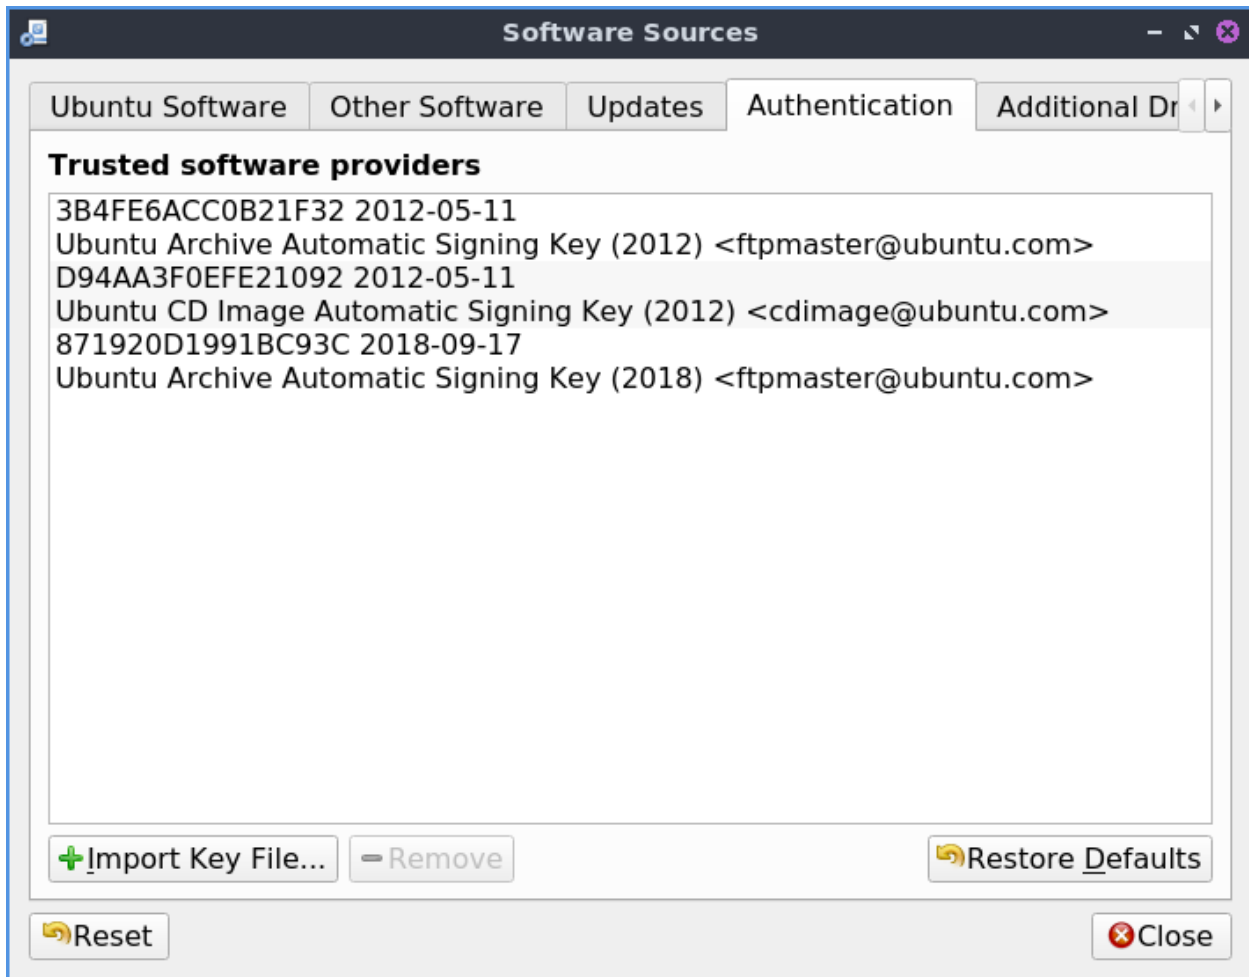 Software Sources
Ubuntu Software
Other Software
Updates
Authentication
Additional Dr
Trusted software providers
3B4FE6ACC0B21F32 2012-05-11
Ubuntu Archive Automatic Signing Key (2012) <ftpmaster@ubuntu.com>
D94AA3F0EFE21092 2012-05-11
Ubuntu CD Image Automatic Signing Key (2012) <cdimage@ubuntu.com>
871920D1991BC93C 2018-09-17
Ubuntu Archive Automatic Signing Key (2018) <ftpmaster@ubuntu.com>
Import Key File...
Remove
Restore Defaults
Reset
Close